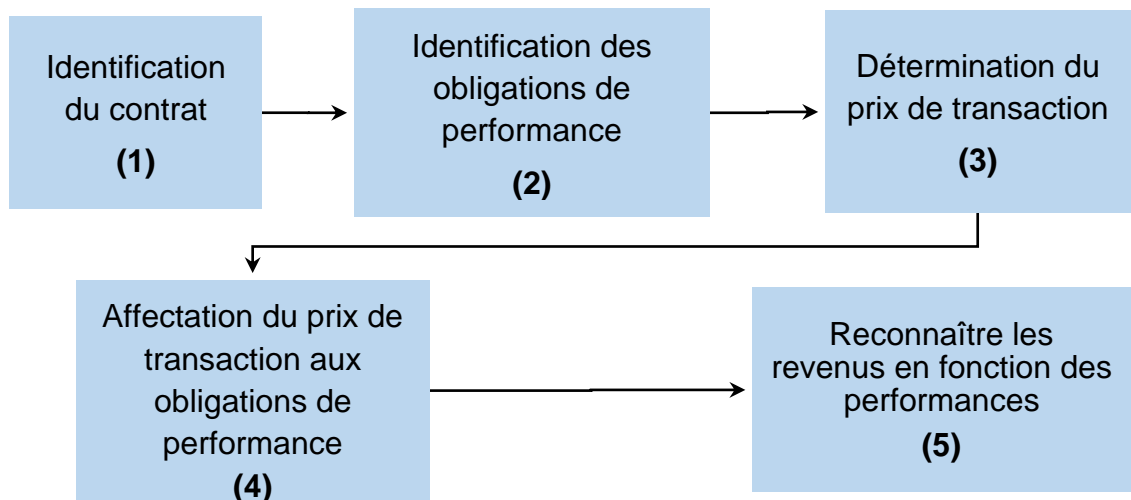 Identification
du contrat
(1)
Identification des
obligations de
performance
(2)
Détermination du
prix de transaction
(3)
Affectation du prix de
transaction aux
obligations de
performance
(4)
Reconnaître les
revenus en fonction des
performances
(5)